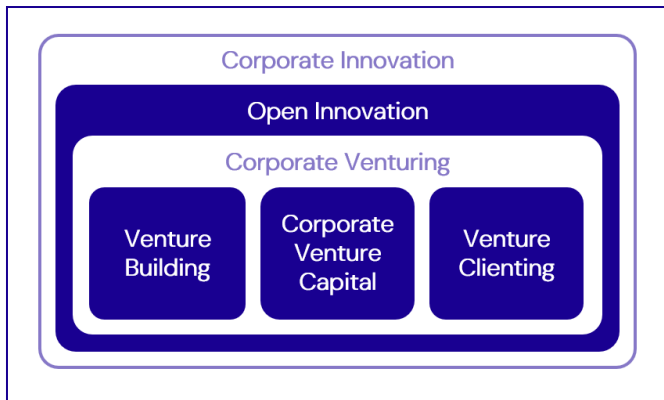 Corporate Innovation
Open Innovation
Corporate Venturing
Venture
Building
Corporate
Venture
Capital
Venture
Clienting